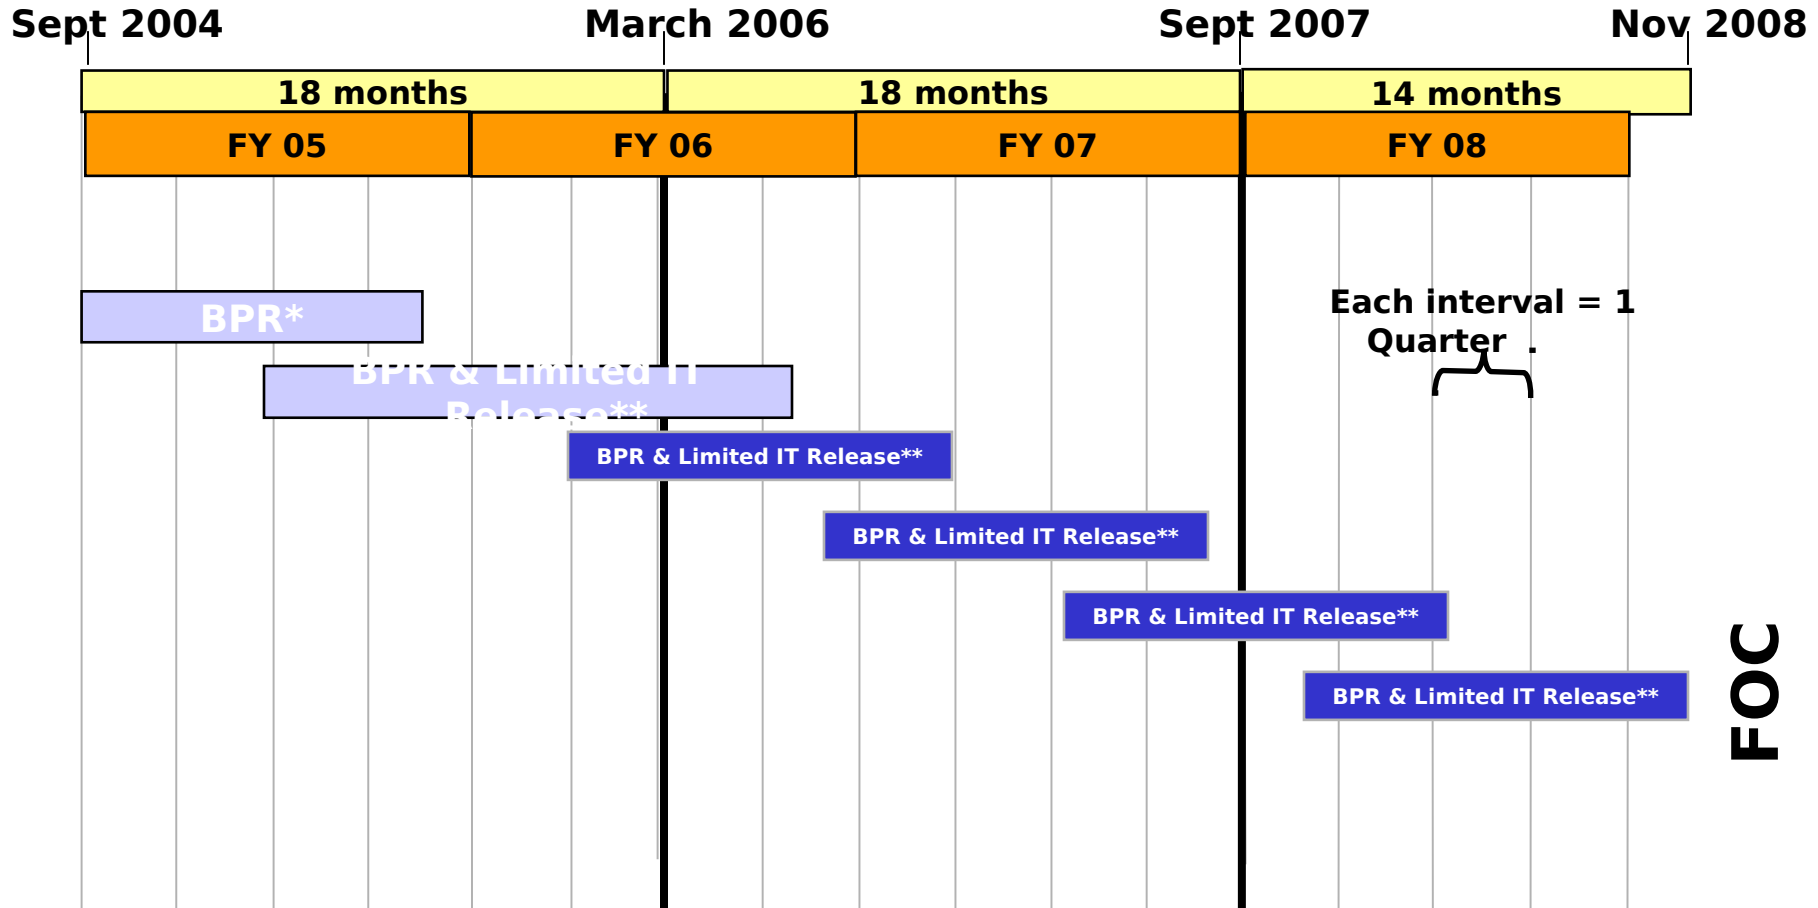 Sept 2004
March 2006
Sept 2007
Nov 2008
18 months
18 months
14 months
FY 05
FY 06
FY 07
FY 08
Each interval = 1
Quarter .
BPR*
BPR & Limited IT
Release**
BPR & Limited IT Release**
BPR & Limited IT Release**
BPR & Limited IT Release**
BPR & Limited IT Release**
FOC